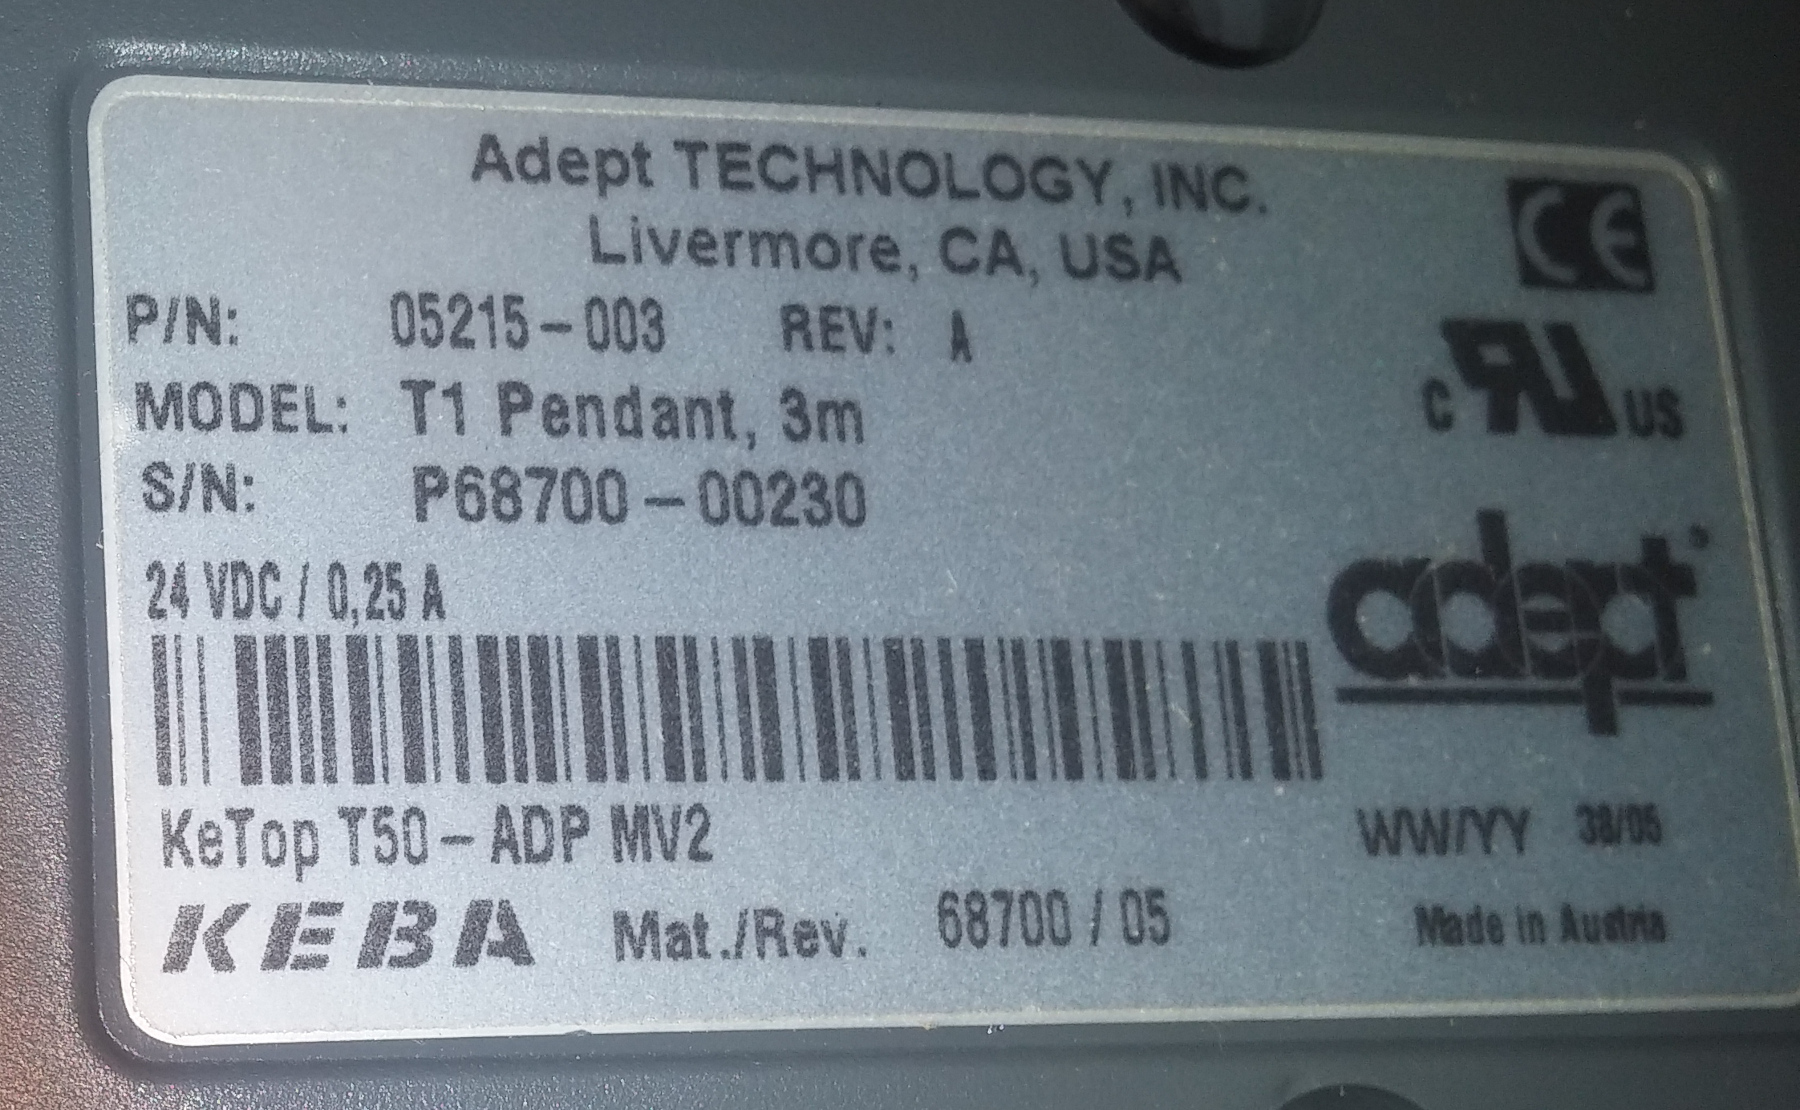 Adept TECHNOLOGY, INC.
Livermore, CA, USA
CE
P/N: 05215-003 REV: A
MODEL: T1 Pendant, 3m
C RU US
S/N: P68700-00230
adept
24 VDC / 0,25 A
KeTop T50-ADP MV2
WW/YY 38/05
KEBA Mat./Rev. 68700 / 05
Made in Austria